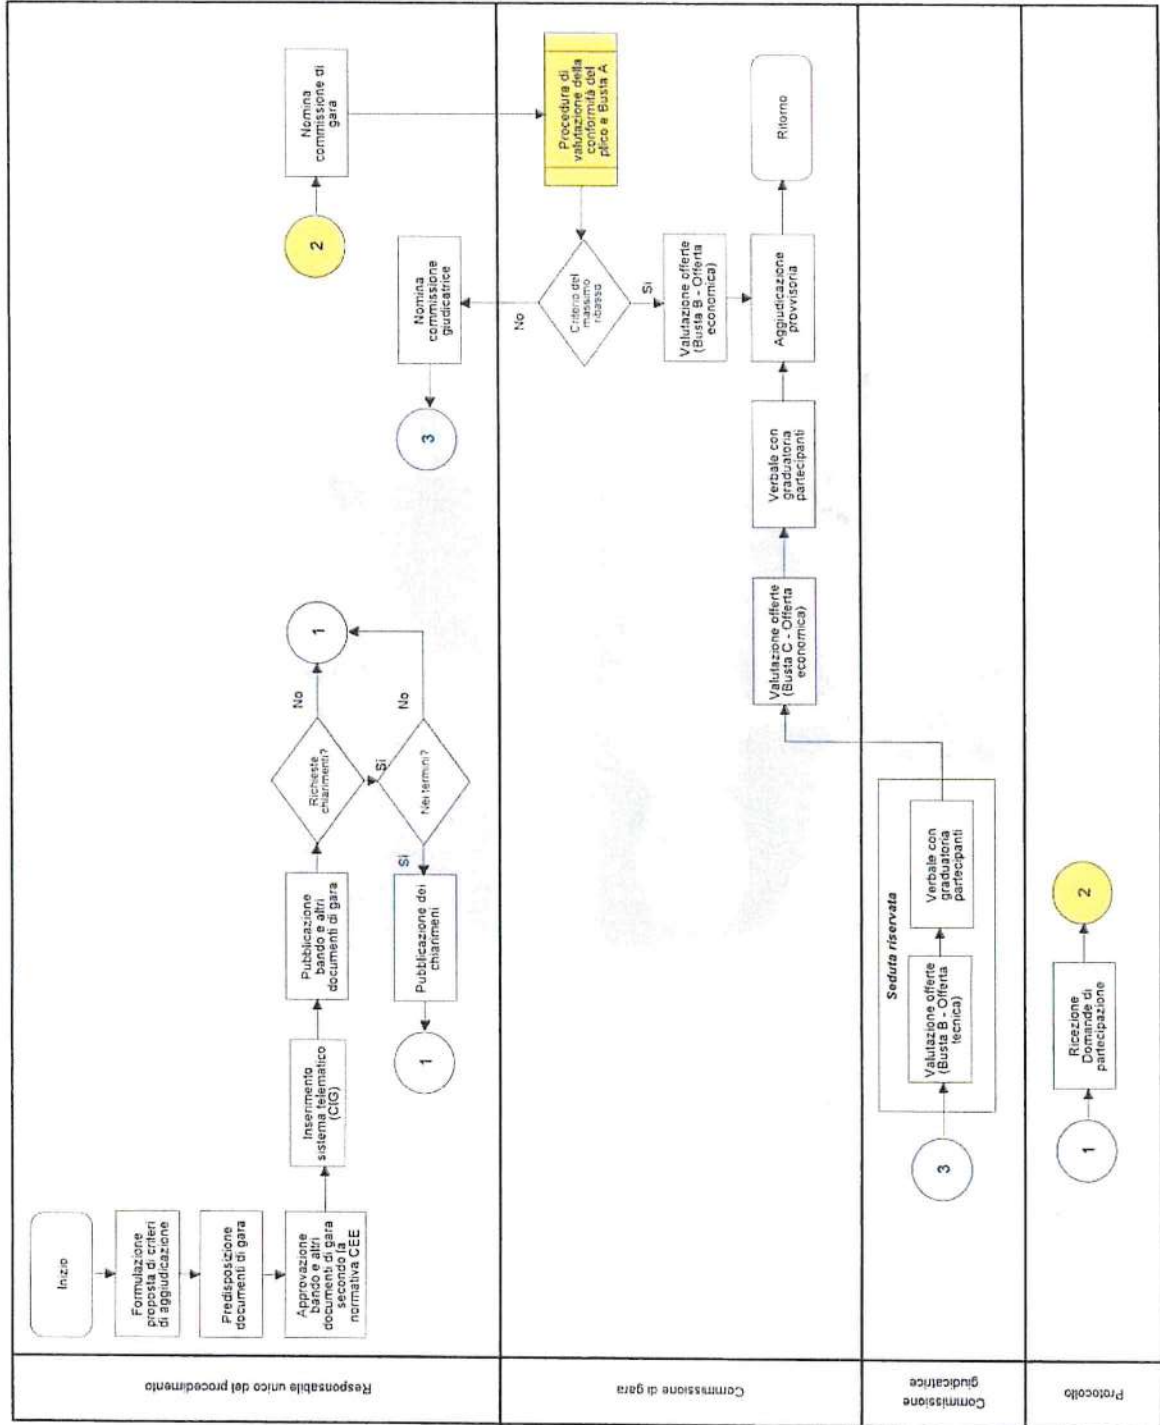 Responsabile unico del procedimento
Inizio
Formulazione
proposta di criteri
di aggiudicazione
Predisposizione
documenti di gara
Approvazione
bando e altri
documenti di gara
secondo la
normativa CEE
Inserimento
sistema telematico
(CIG)
Pubblicazione
bando e altri
documenti di gara
Richieste
chiarimenti?
No
1
Si
Nei termini?
No
Si
Pubblicazione dei
chiarimeni
1
2
Nomina
commissione di
gara
Nomina
commissione
giudicatrice
3
Commissione di gara
Procedura di
valutazione della
conformità del
plico e Busta A
Criterio del
massimo
ribasso
No
Si
Valutazione offerte
(Busta B - Offerta
economica)
Valutazione offerte
(Busta C - Offerta
economica)
Verbale con
graduatoria
partecipanti
Aggiudicazione
provvisoria
Ritorno
Commissione
giudicatrice
3
Seduta riservata
Valutazione offerte
(Busta B - Offerta
tecnica)
Verbale con
graduatoria
partecipanti
Protocollo
1
Ricezione
Domande di
partecipazione
2